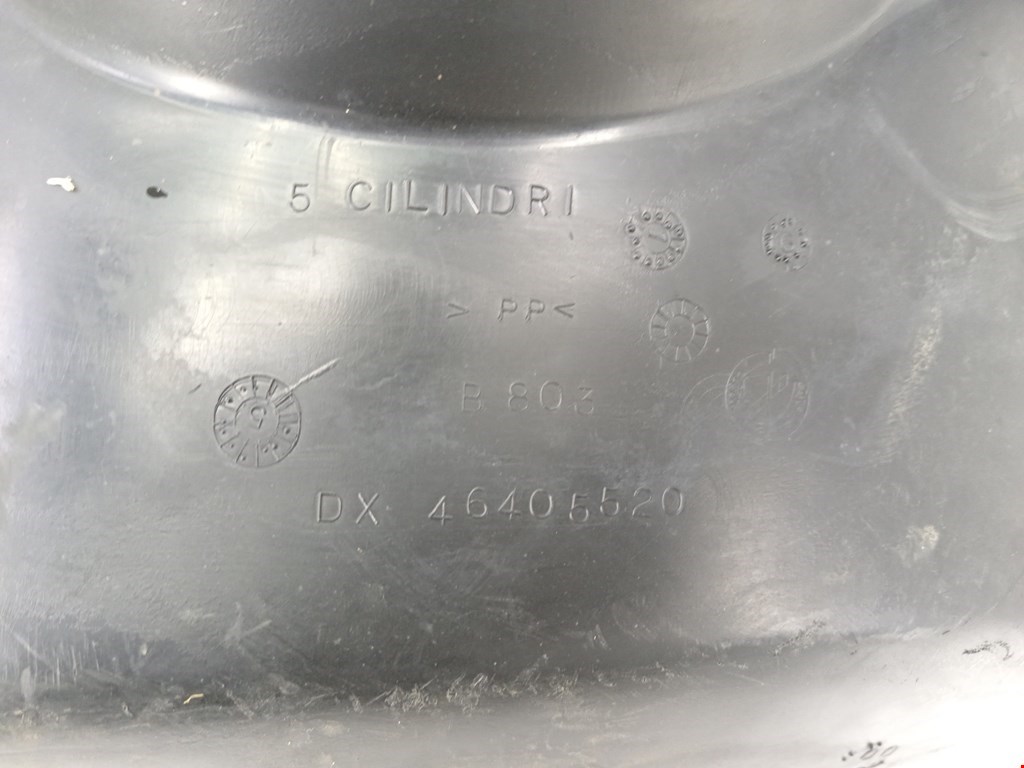 5 CILINDRI
> PP <
B 803
DX 46405520